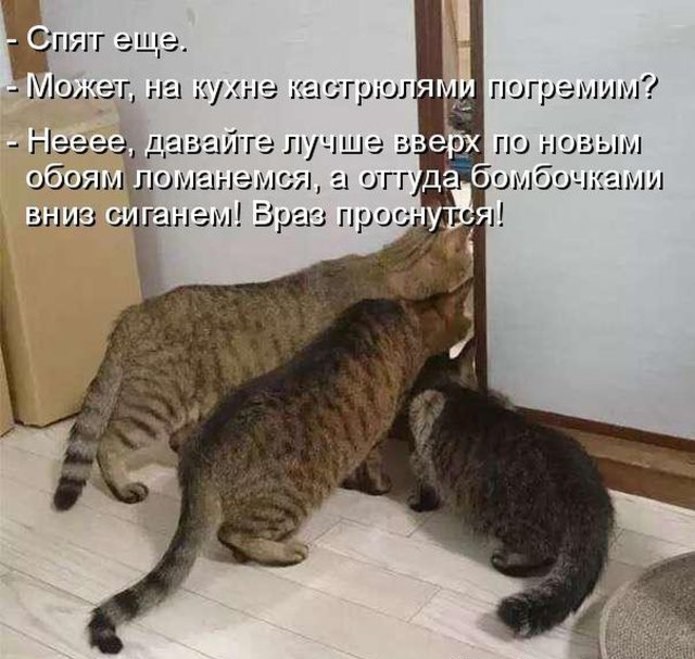 - Спят еще.
- Может, на кухне кастрюлями погремим?
- Нееее, давайте лучше вверх по новым
обоям ломанемся, а оттуда бомбочками
вниз сиганем! Враз проснутся!